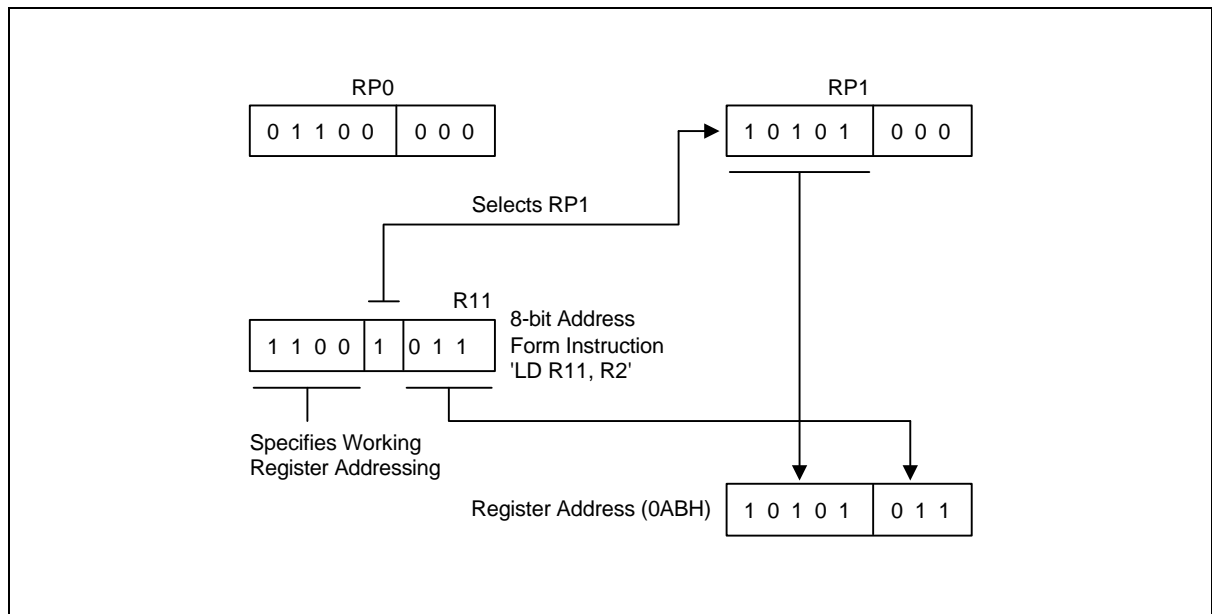 RP0
0 1 1 0 0 0 0 0
RP1
1 0 1 0 1 0 0 0
Selects RP1
R11
1 1 0 0 1 0 1 1
8-bit Address
Form Instruction
'LD R11, R2'
Specifies Working
Register Addressing
Register Address (0ABH)
1 0 1 0 1 0 1 1